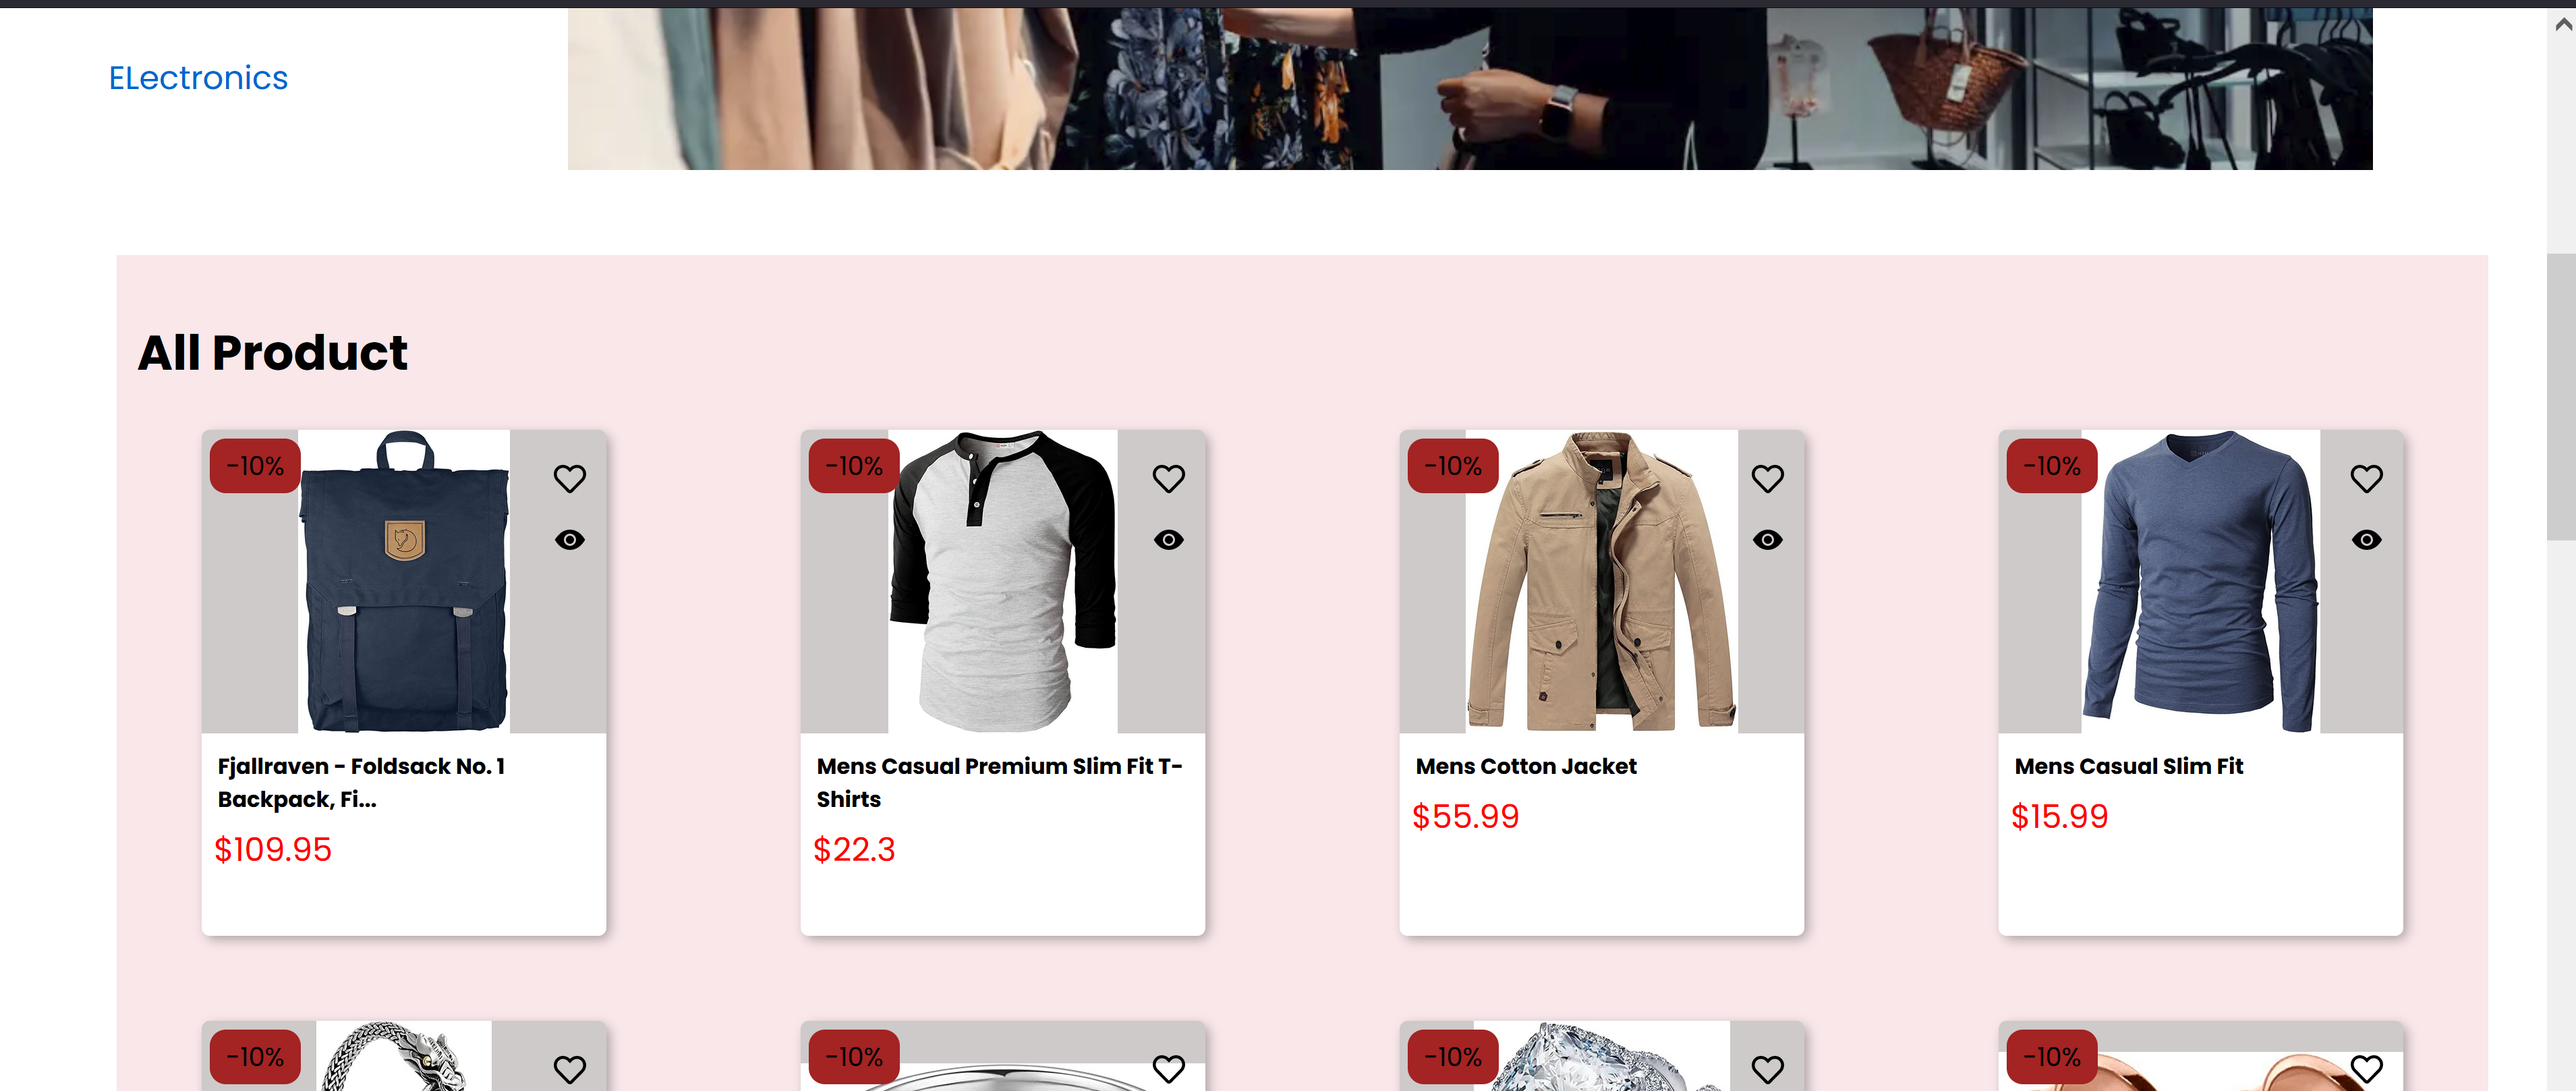 ELectronics
All Product
-10%
-10%
-10%
-10%
Fjallraven - Foldsack No. 1
Backpack, Fi...
$109.95
Mens Casual Premium Slim Fit T-
Shirts
$22.3
Mens Cotton Jacket
$55.99
Mens Casual Slim Fit
$15.99
-10%
-10%
-10%
-10%